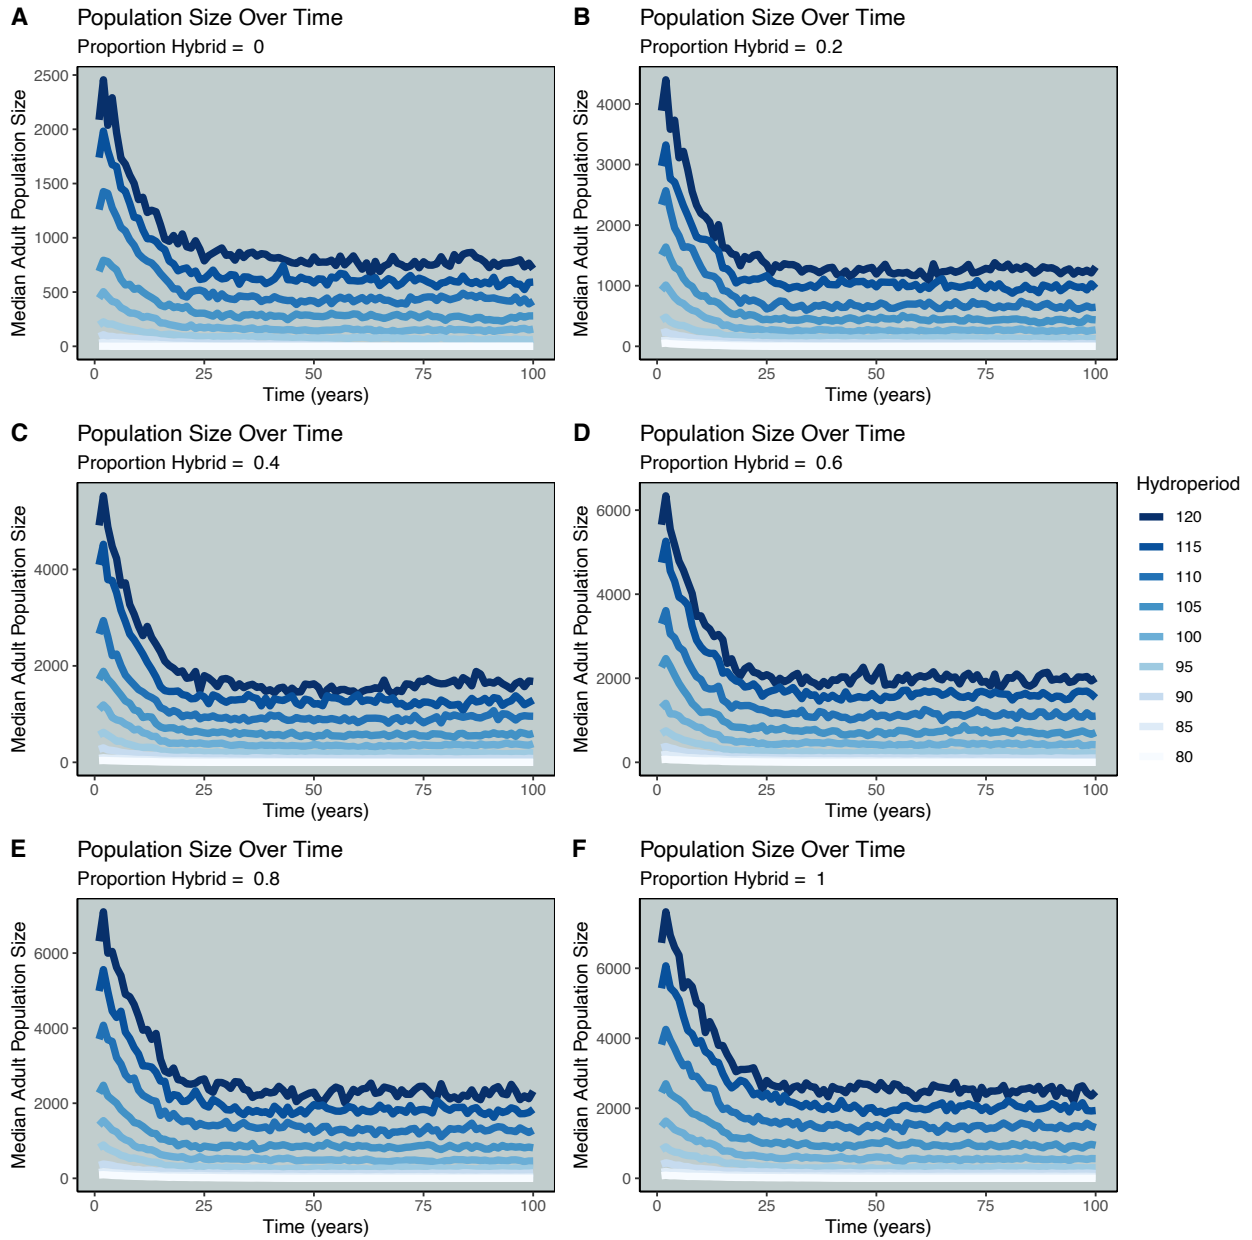 A
Population Size Over Time
Proportion Hybrid = 0
Median Adult Population Size
2500
2000
1500
1000
500
0
0 25 50 75 100
Time (years)
B
Population Size Over Time
Proportion Hybrid = 0.2
Median Adult Population Size
4000
3000
2000
1000
0
0 25 50 75 100
Time (years)
C
Population Size Over Time
Proportion Hybrid = 0.4
Median Adult Population Size
4000
2000
0
0 25 50 75 100
Time (years)
D
Population Size Over Time
Proportion Hybrid = 0.6
Median Adult Population Size
6000
4000
2000
0
0 25 50 75 100
Time (years)
Hydroperiod
120
115
110
105
100
95
90
85
80
E
Population Size Over Time
Proportion Hybrid = 0.8
Median Adult Population Size
6000
4000
2000
0
0 25 50 75 100
Time (years)
F
Population Size Over Time
Proportion Hybrid = 1
Median Adult Population Size
6000
4000
2000
0
0 25 50 75 100
Time (years)